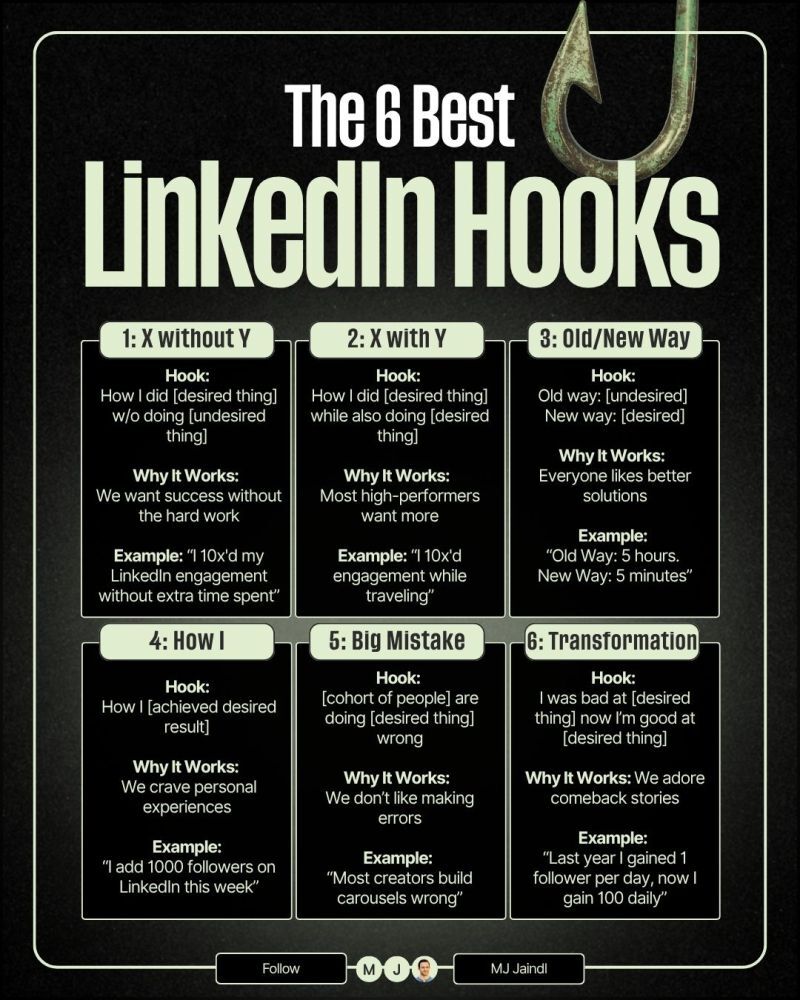 The 6 Best
LinkedIn Hooks
1: X without Y
Hook:
How I did [desired thing]
w/o doing [undesired
thing]
Why It Works:
We want success without
the hard work
Example: “I 10x'd my
LinkedIn engagement
without extra time spent”
2: X with Y
Hook:
How I did [desired thing]
while also doing [desired
thing]
Why It Works:
Most high-performers
want more
Example: “I 10x'd
engagement while
traveling”
3: Old/New Way
Hook:
Old way: [undesired]
New way: [desired]
Why It Works:
Everyone likes better
solutions
Example:
“Old Way: 5 hours.
New Way: 5 minutes”
4: How I
Hook:
How I [achieved desired
result]
Why It Works:
We crave personal
experiences
Example:
“I add 1000 followers on
LinkedIn this week”
5: Big Mistake
Hook:
[cohort of people] are
doing [desired thing]
wrong
Why It Works:
We don’t like making
errors
Example:
“Most creators build
carousels wrong”
6: Transformation
Hook:
I was bad at [desired
thing] now I’m good at
[desired thing]
Why It Works: We adore
comeback stories
Example:
“Last year I gained 1
follower per day, now I
gain 100 daily”
Follow
M J
MJ Jaindl